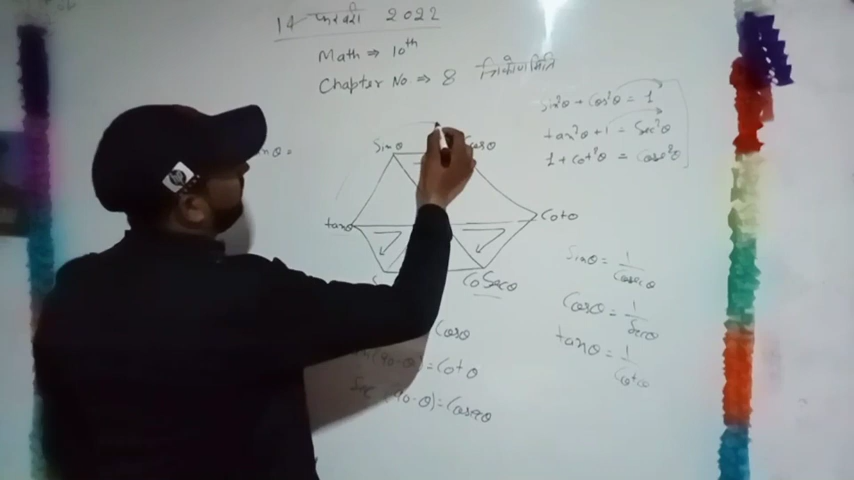 14 फरवरी 2022
Math ⇒ 10th
Chapter No ⇒ 8 त्रिकोणमिति
sin²θ + cos²θ = 1
tan²θ + 1 = Sec²θ
1 + cot²θ = Cosec²θ
Sinθ Cosθ
tanθ Cotθ
CoSecθ
Sinθ = 1/Cosecθ
Cosθ = 1/Secθ
tanθ = 1/Cotθ
Cosθ
(90-θ) = Cotθ
Sec (90-θ) = Cosecθ